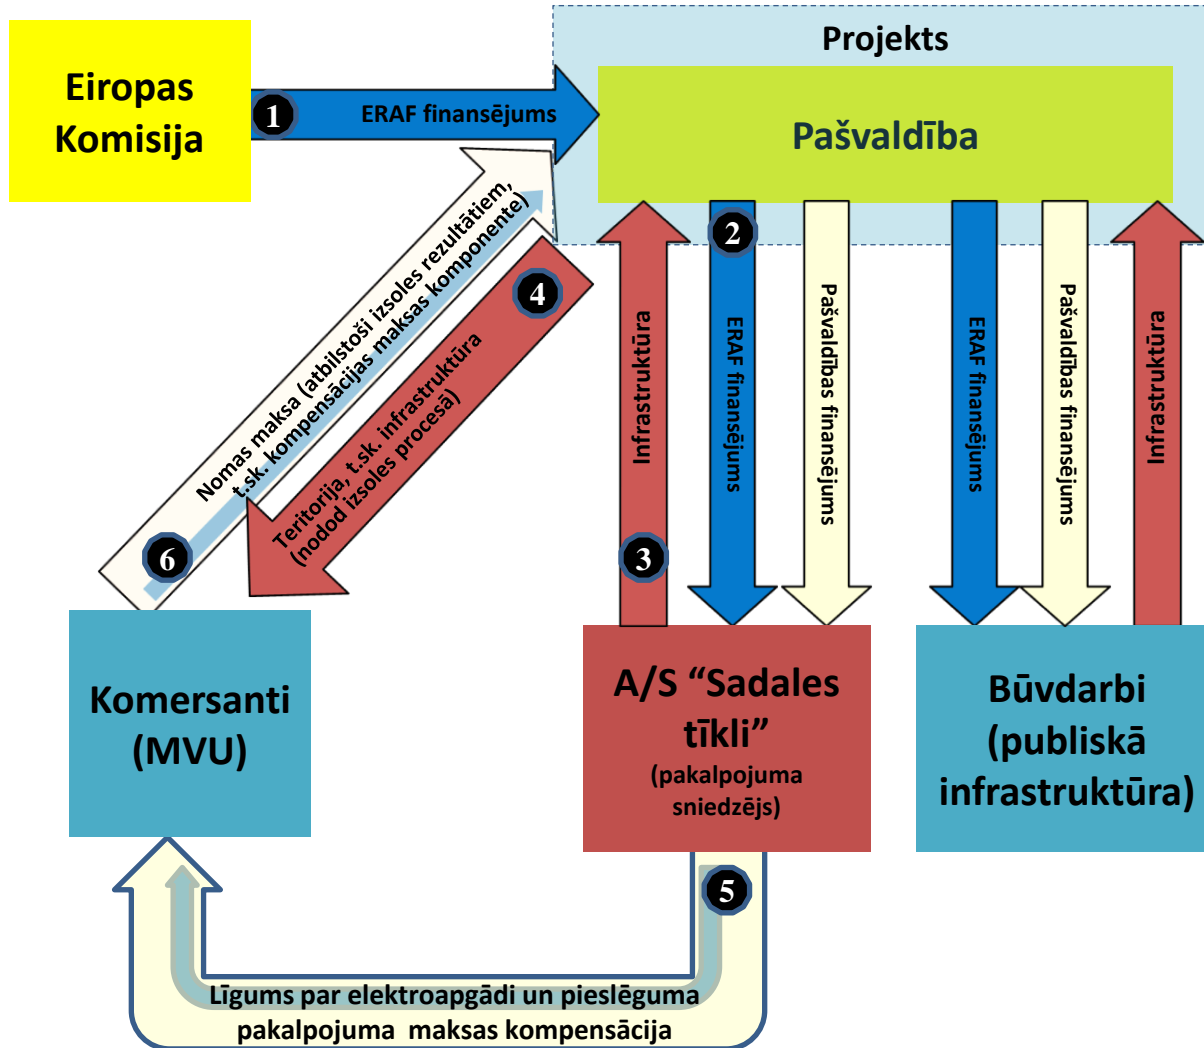 Projekts
Eiropas
Komisija
1
ERAF finansējums
Pašvaldība
2
Nomas maksa (atbilstoši izsoles rezultātiem,
t.sk. kompensācijas maksas komponente)
4
Teritorija, t.sk. infrastruktūra
(nodod izsoles procesā)
6
Infrastrūktūra
3
ERAF finansējums
Pašvaldības finansējums
ERAF finansējums
Pašvaldības finansējums
Infrastruktūra
Komersanti
(MVU)
A/S “Sadales
tīkli”
(pakalpojuma
sniedzējs)
Būvdarbi
(publiskā
infrastruktūra)
5
Līgums par elektroapgādi un pieslēguma
pakalpojuma maksas kompensācija